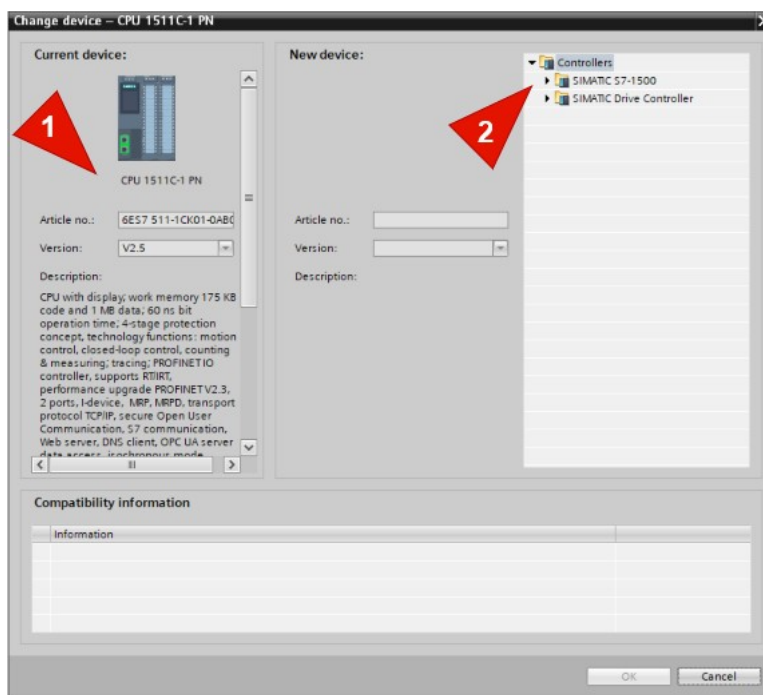 Change device – CPU 1511C-1 PN
Current device:
1
CPU 1511C-1 PN
Article no.: 6ES7 511-1CK01-0AB0
Version: V2.5
Description:
CPU with display; work memory 175 KB
code and 1 MB data; 60 ns bit
operation time; 4-stage protection
concept, technology functions: motion
control, closed-loop control, counting
& measuring; tracing; PROFINET IO
controller, supports RT/IRT,
performance upgrade PROFINET V2.3,
2 ports, I-device, MRP, MRPD, transport
protocol TCP/IP, secure Open User
Communication, S7 communication,
Web server, DNS client, OPC UA server
data access, isochronous mode
New device:
Article no.:
Version:
Description:
Controllers
SIMATIC S7-1500
SIMATIC Drive Controller
2
Compatibility information
Information
OK
Cancel